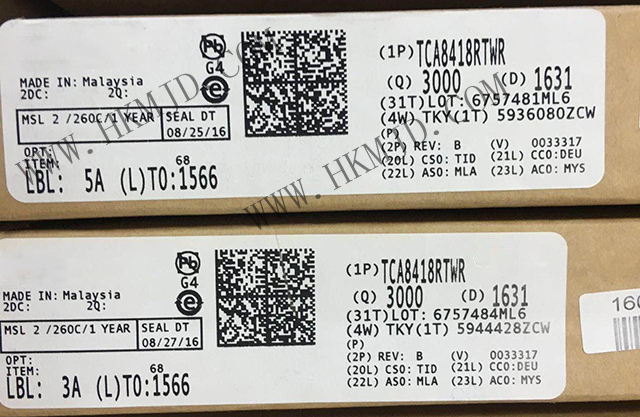 Pb
G4
e
MADE IN: Malaysia
2DC: 2Q:
MSL 2 /260C/1 YEAR SEAL DT
08/25/16
OPT:
ITEM:
68
LBL: 5A (L)TO:1566
(1P)TCA8418RTWR
(Q) 3000 (D) 1631
(31T)LOT: 6757481ML6
(4W) TKY(1T) 5936080ZCW
(P)
(2P) REV: B (V) 0033317
(20L) CSO: TID (21L) CCO:DEU
(22L) ASO: MLA (23L) ACO: MYS
WWW.HKMJD.COM
WWW.HKMJD.COM
Pb
G4
e
MADE IN: Malaysia
2DC: 2Q:
MSL 2 /260C/1 YEAR SEAL DT
08/27/16
OPT:
ITEM:
68
LBL: 3A (L)TO:1566
(1P)TCA8418RTWR
(Q) 3000 (D) 1631
(31T)LOT: 6757484ML6
(4W) TKY(1T) 5944428ZCW
(P)
(2P) REV: B (V) 0033317
(20L) CSO: TID (21L) CCO:DEU
(22L) ASO: MLA (23L) ACO: MYS